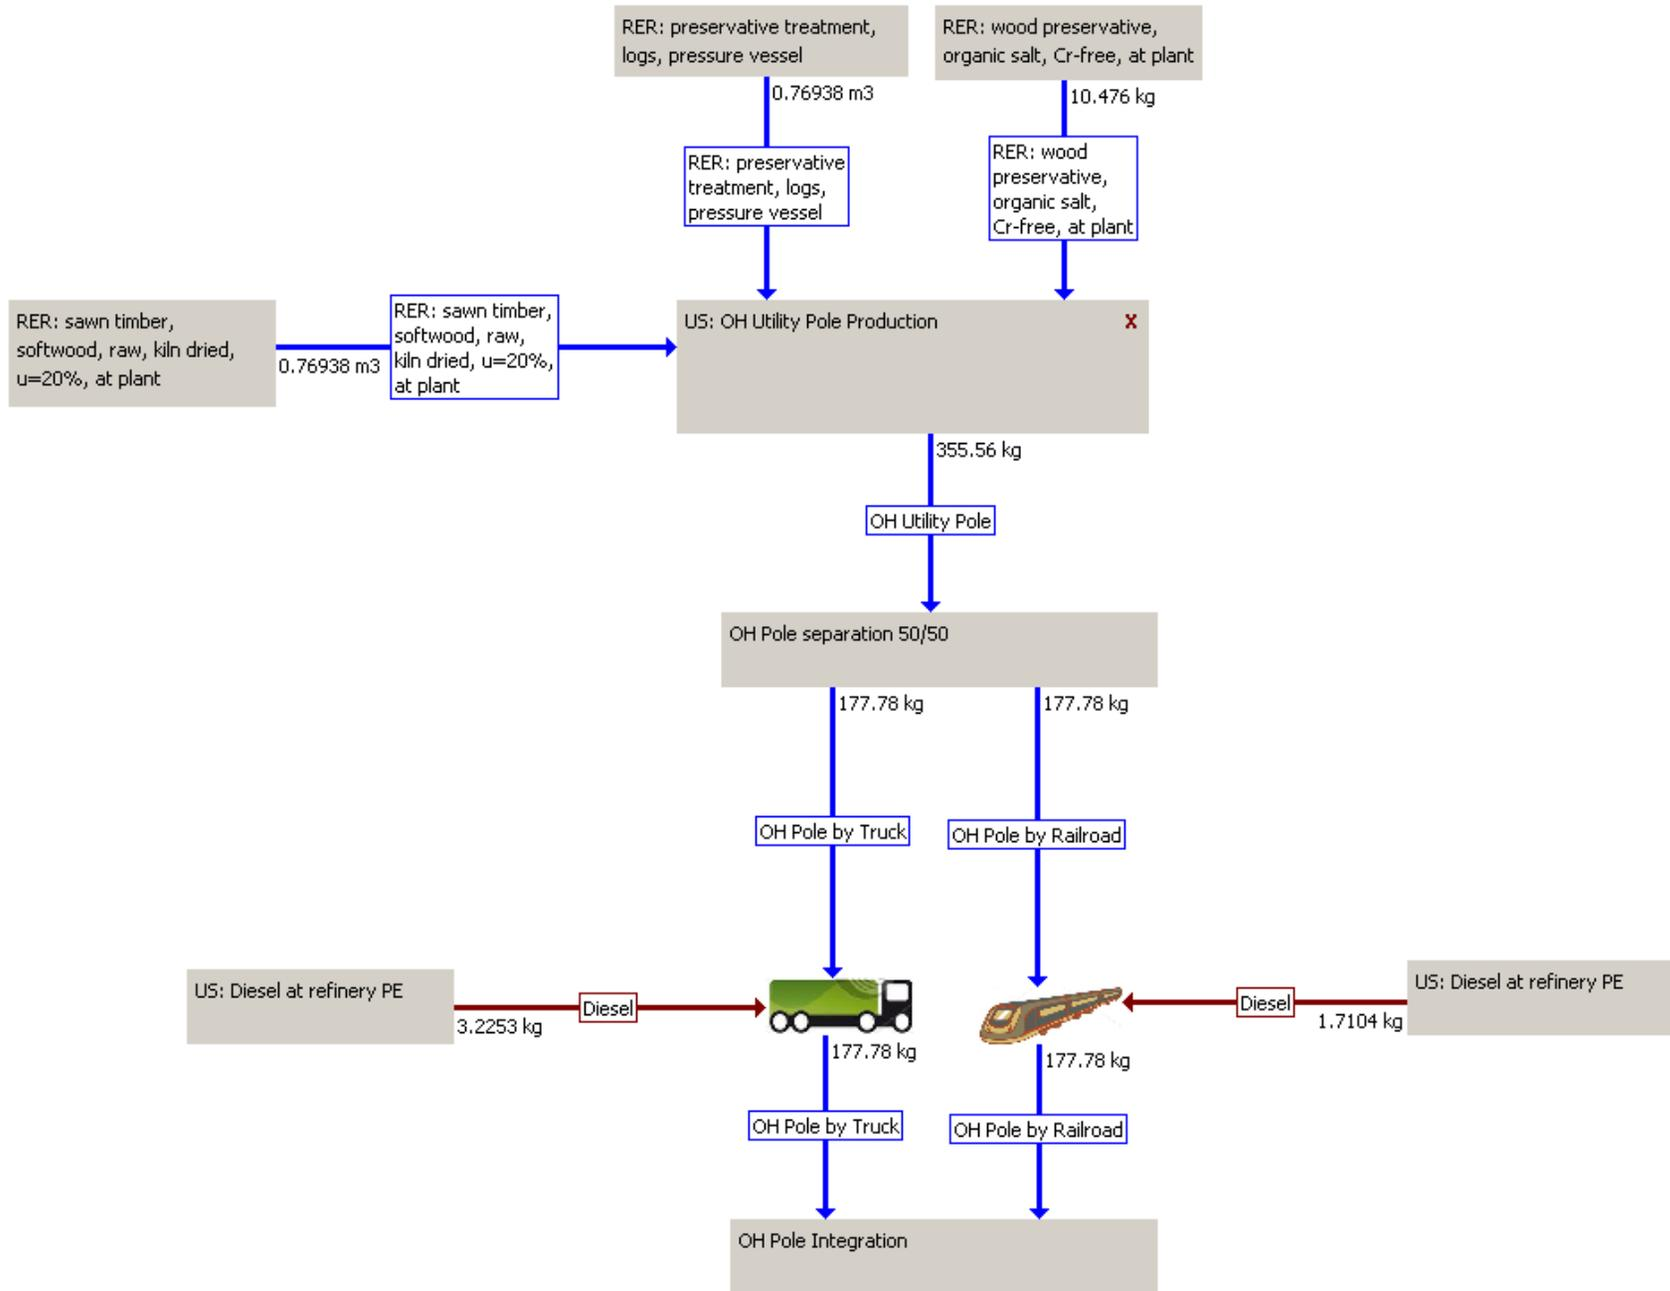 RER: preservative treatment,
logs, pressure vessel
RER: wood preservative,
organic salt, Cr-free, at plant
0.76938 m3
10.476 kg
RER: preservative
treatment, logs,
pressure vessel
RER: wood
preservative,
organic salt,
Cr-free, at plant
RER: sawn timber,
softwood, raw, kiln dried,
u=20%, at plant
0.76938 m3
RER: sawn timber,
softwood, raw,
kiln dried, u=20%,
at plant
US: OH Utility Pole Production
X
355.56 kg
OH Utility Pole
OH Pole separation 50/50
177.78 kg
177.78 kg
OH Pole by Truck
OH Pole by Railroad
US: Diesel at refinery PE
3.2253 kg
Diesel
Diesel
1.7104 kg
US: Diesel at refinery PE
177.78 kg
177.78 kg
OH Pole by Truck
OH Pole by Railroad
OH Pole Integration